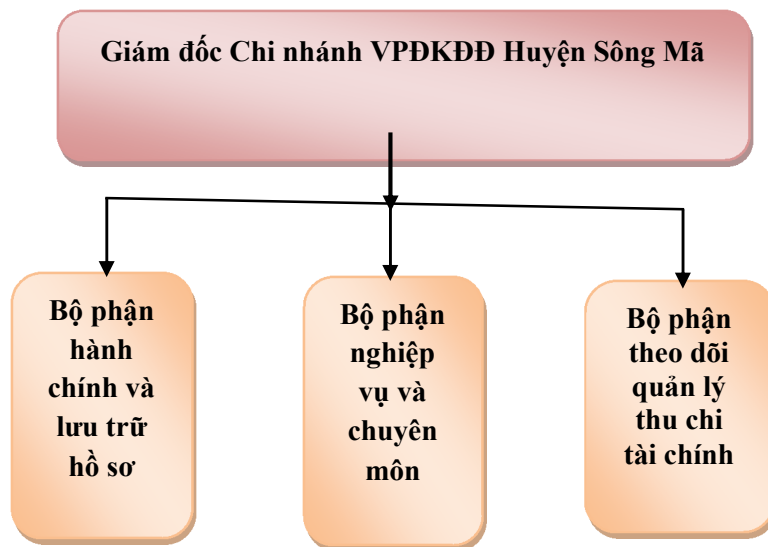 Giám đốc Chi nhánh VPĐKĐĐ Huyện Sông Mã
Bộ phận
hành
chính và
lưu trữ
hồ sơ
Bộ phận
nghiệp
vụ và
chuyên
môn
Bộ phận
theo dõi
quản lý
thu chi
tài chính